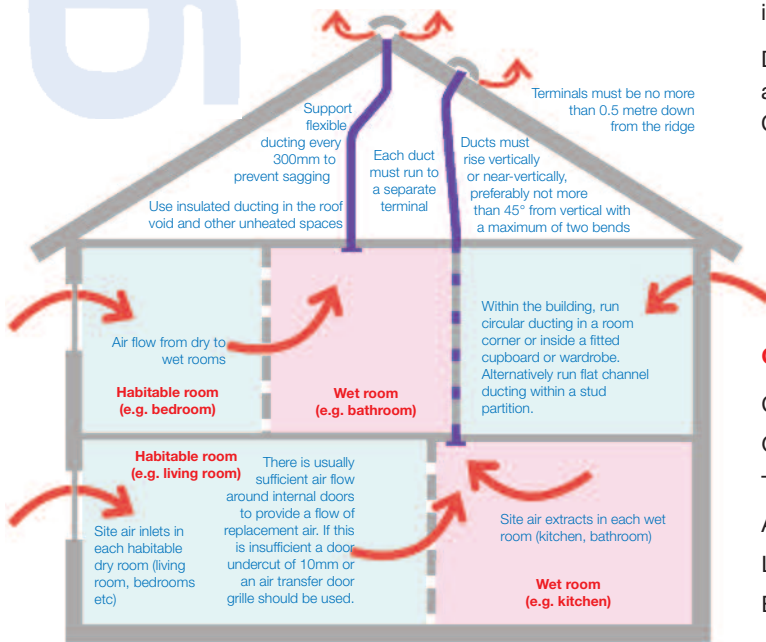 Terminals must be no more
than 0.5 metre down
from the ridge
Support
flexible
ducting every
300mm to
prevent sagging
Each duct
must run to
a separate
terminal
Ducts must
rise vertically
or near-vertically,
preferably not more
than 45° from vertical with
a maximum of two bends
Use insulated ducting in the roof
void and other unheated spaces
Air flow from dry to
wet rooms
Habitable room
(e.g. bedroom)
Wet room
(e.g. bathroom)
Within the building, run
circular ducting in a room
corner or inside a fitted
cupboard or wardrobe.
Alternatively run flat channel
ducting within a stud
partition.
Habitable room
(e.g. living room)
Site air inlets in
each habitable
dry room (living
room, bedrooms
etc)
There is usually
sufficient air flow
around internal doors
to provide a flow of
replacement air. If this
is insufficient a door
undercut of 10mm or
an air transfer door
grille should be used.
Site air extracts in each wet
room (kitchen, bathroom)
Wet room
(e.g. kitchen)